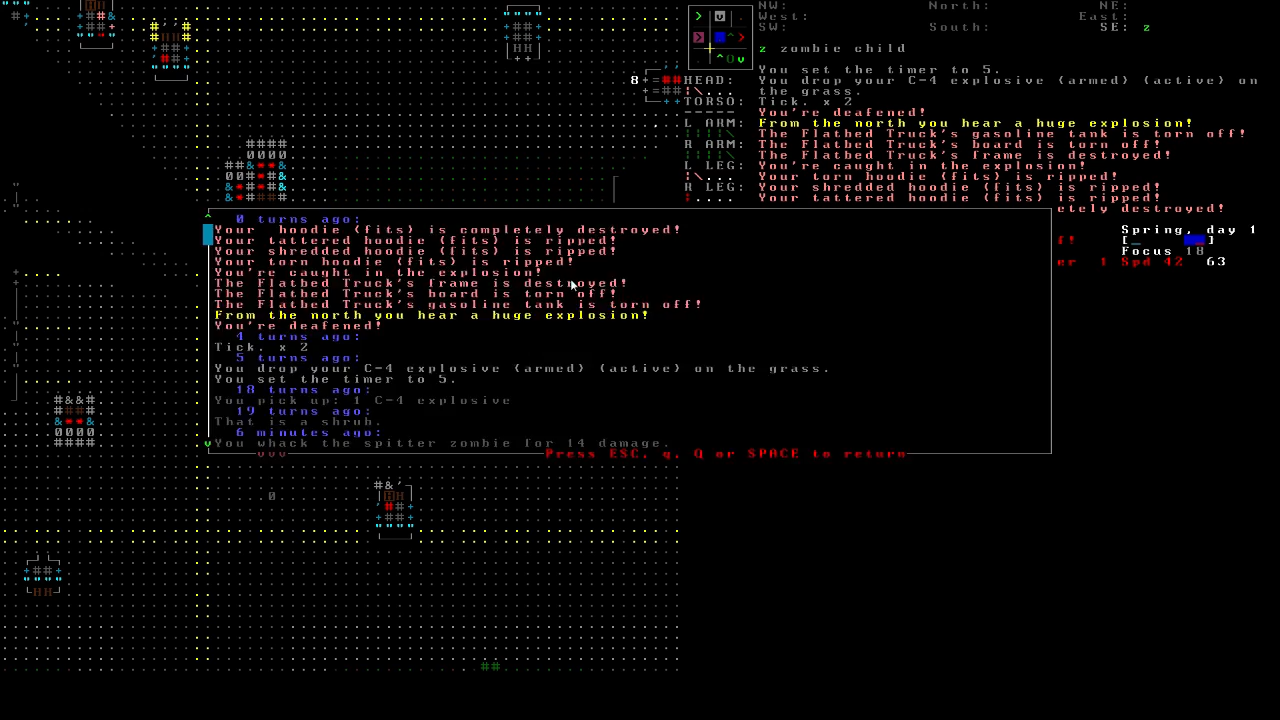 NW: North: NE:
West: East:
SW: South: SE: z
z zombie child
You set the timer to 5.
You drop your C-4 explosive (armed) (active) on
the grass.
Tick. x 2
You're deafened!
From the north you hear a huge explosion!
The Flatbed Truck's gasoline tank is torn off!
The Flatbed Truck's board is torn off!
The Flatbed Truck's frame is destroyed!
You're caught in the explosion!
Your torn hoodie (fits) is ripped!
Your shredded hoodie (fits) is ripped!
Your tattered hoodie (fits) is ripped!
etely destroyed!
HEAD:
TORSO:
L ARM:
R ARM:
L LEG:
R LEG:
Spring, day 1
Focus 18
Spd 42 63
0 turns ago:
Your hoodie (fits) is completely destroyed!
Your tattered hoodie (fits) is ripped!
Your shredded hoodie (fits) is ripped!
Your torn hoodie (fits) is ripped!
You're caught in the explosion!
The Flatbed Truck's frame is destroyed!
The Flatbed Truck's board is torn off!
The Flatbed Truck's gasoline tank is torn off!
From the north you hear a huge explosion!
You're deafened!
4 turns ago:
Tick. x 2
5 turns ago:
You drop your C-4 explosive (armed) (active) on the grass.
You set the timer to 5.
18 turns ago:
You pick up: 1 C-4 explosive
19 turns ago:
That is a shrub.
6 minutes ago:
You whack the spitter zombie for 14 damage.
Press ESC, q, Q or SPACE to return